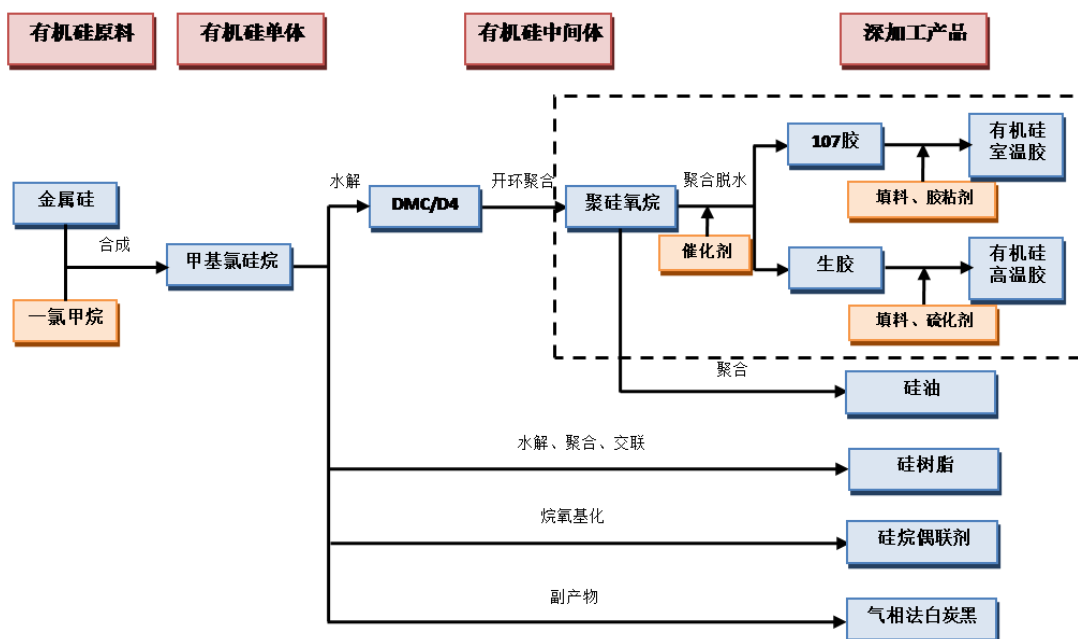 有机硅原料
有机硅单体
有机硅中间体
深加工产品
金属硅
合成
一氯甲烷
甲基氯硅烷
水解
DMC/D4
开环聚合
聚硅氧烷
聚合脱水
催化剂
107胶
填料、胶粘剂
有机硅
室温胶
生胶
填料、硫化剂
有机硅
高温胶
聚合
硅油
水解、聚合、交联
硅树脂
烷氧基化
硅烷偶联剂
副产物
气相法白炭黑